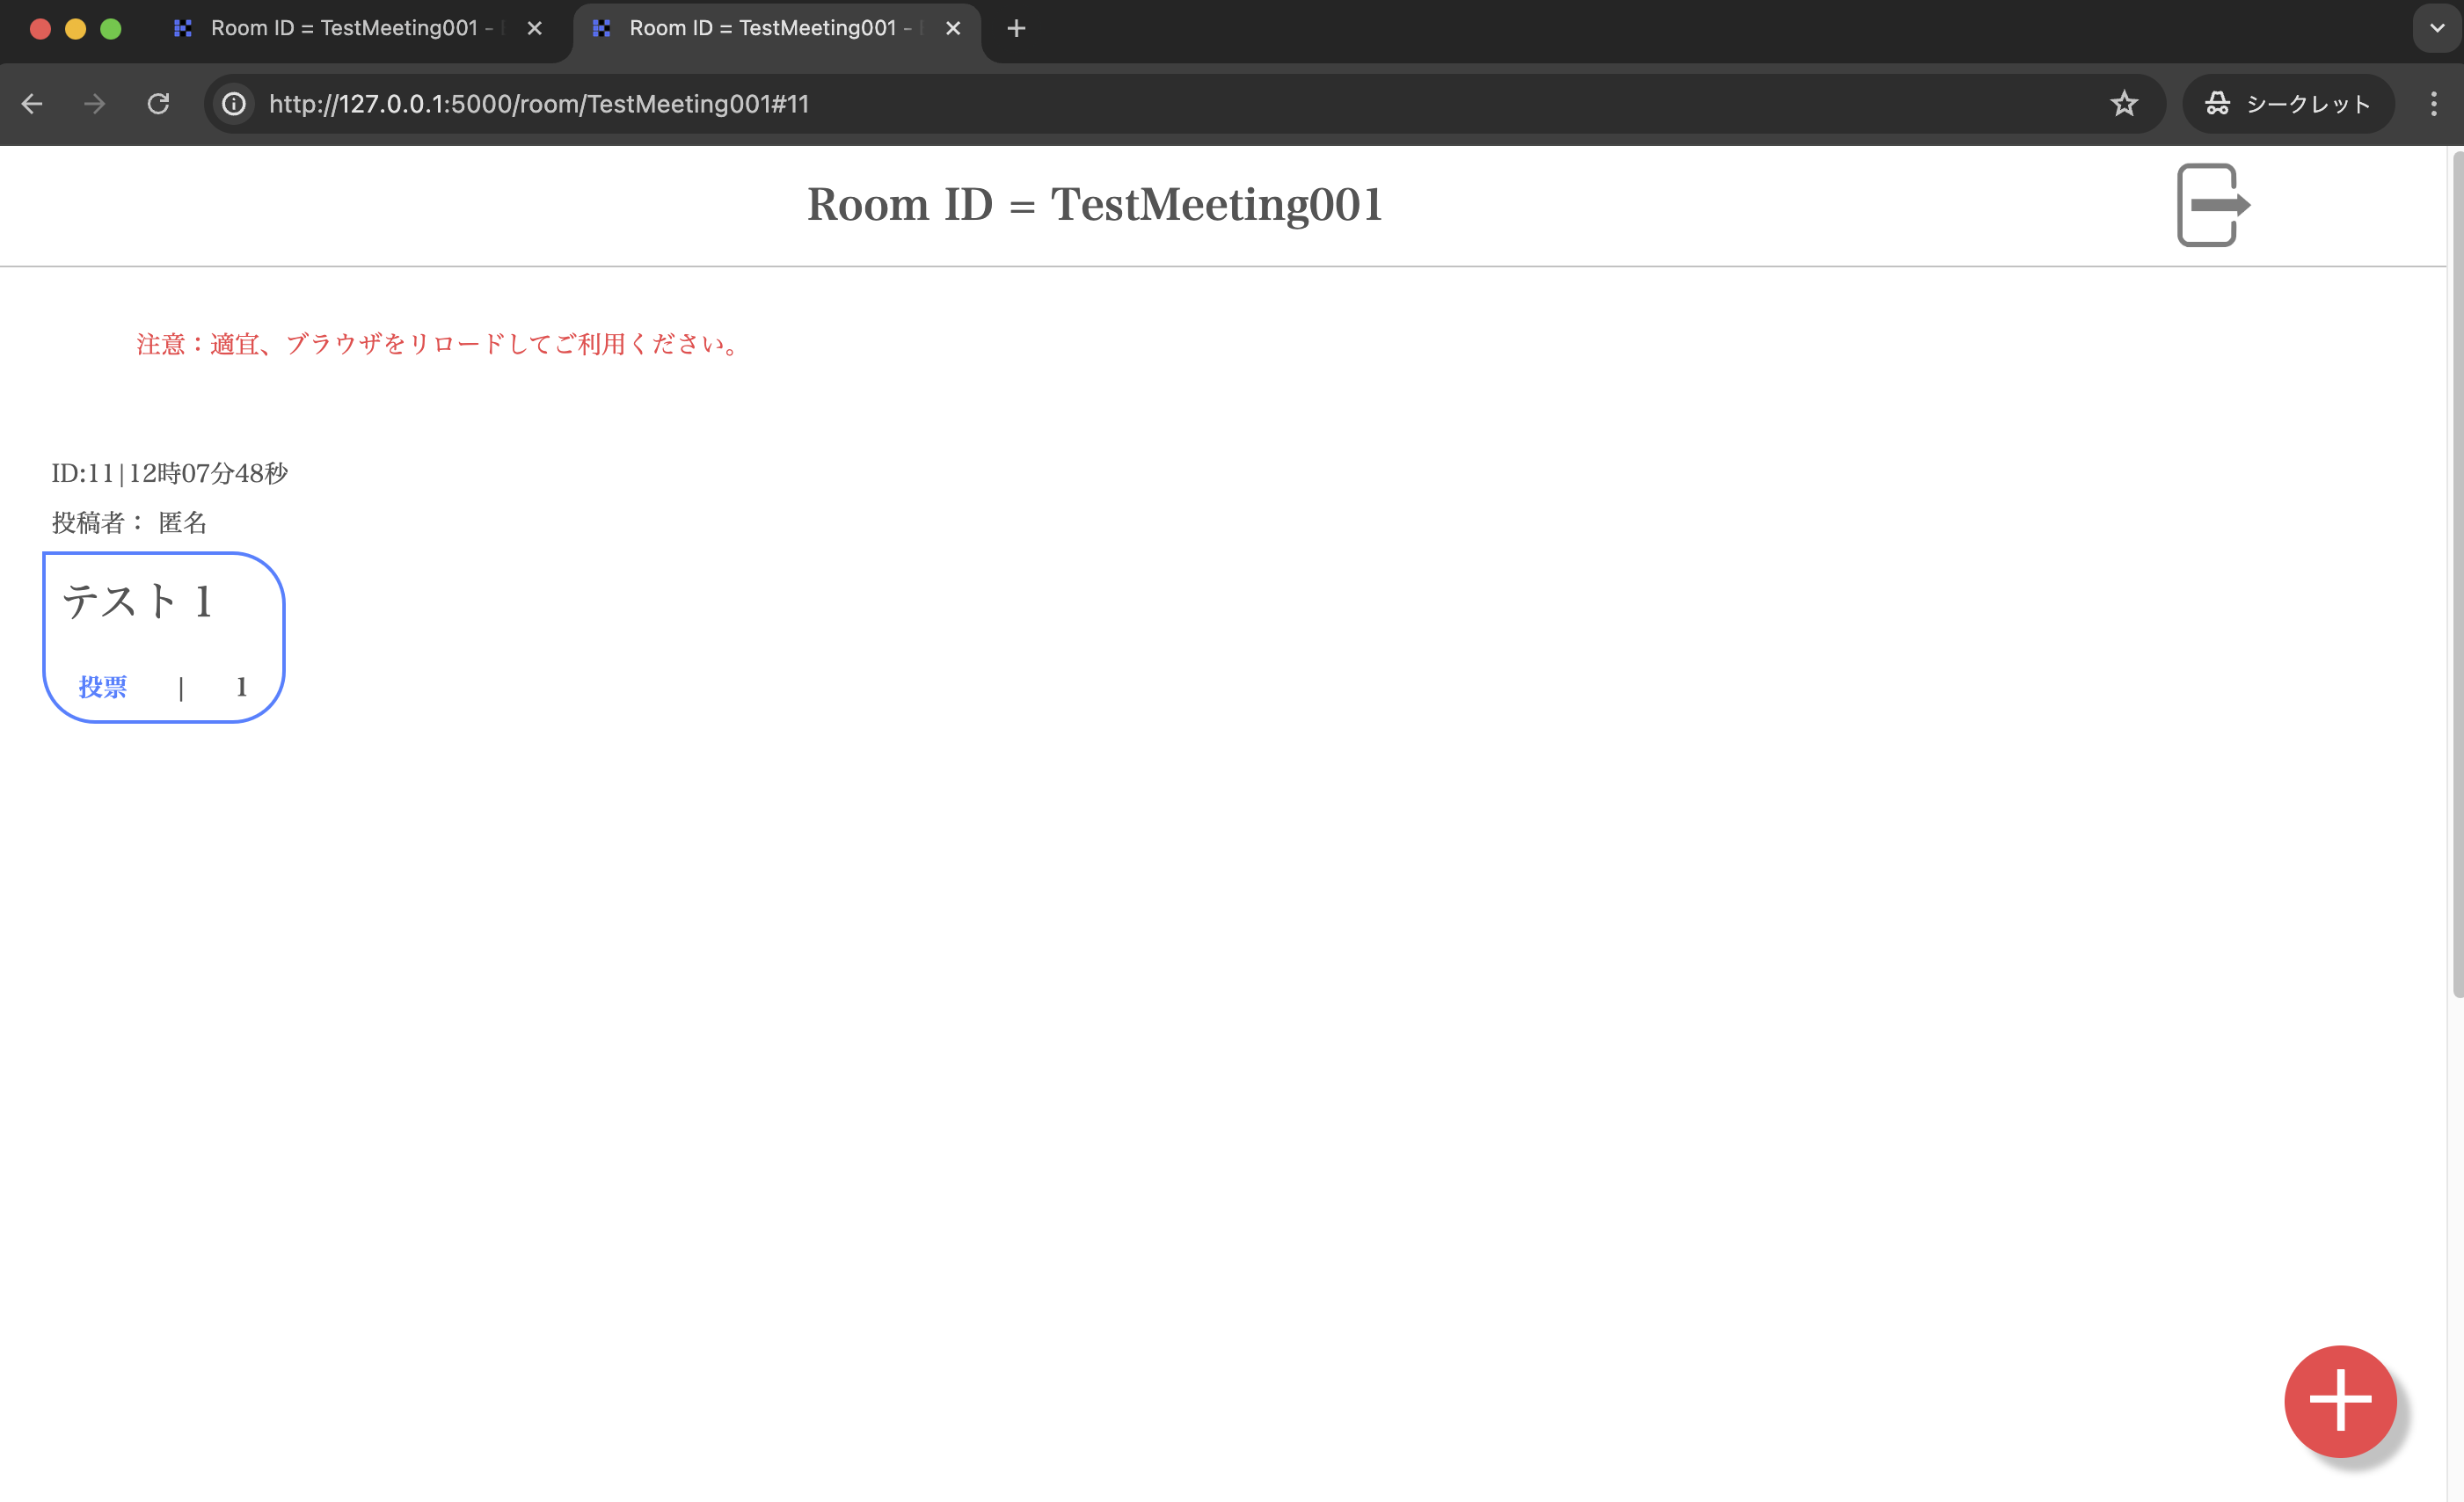 Room ID = TestMeeting001 -
Room ID = TestMeeting001 -
http://127.0.0.1:5000/room/TestMeeting001#11
シークレット
Room ID = TestMeeting001
注意：適宜、ブラウザをリロードしてご利用ください。
ID:11|12時07分48秒
投稿者： 匿名
テスト 1
投票 | 1